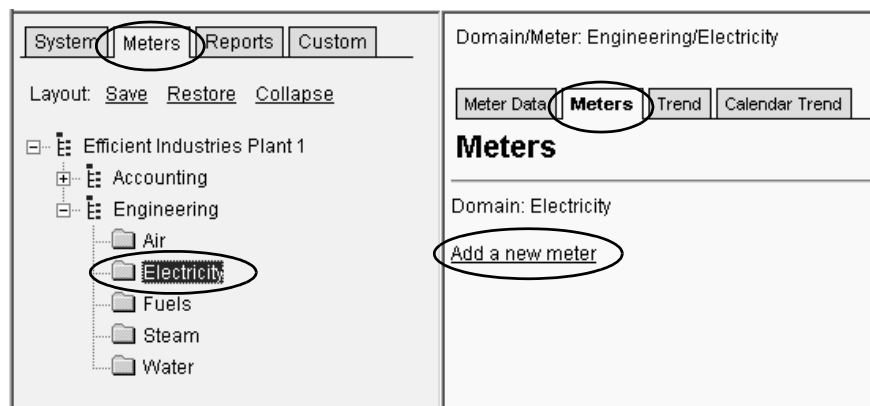 System Meters Reports Custom
Layout: Save Restore Collapse
Efficient Industries Plant 1
Accounting
Engineering
Air
Electricity
Fuels
Steam
Water
Domain/Meter: Engineering/Electricity
Meter Data Meters Trend Calendar Trend
Meters
Domain: Electricity
Add a new meter